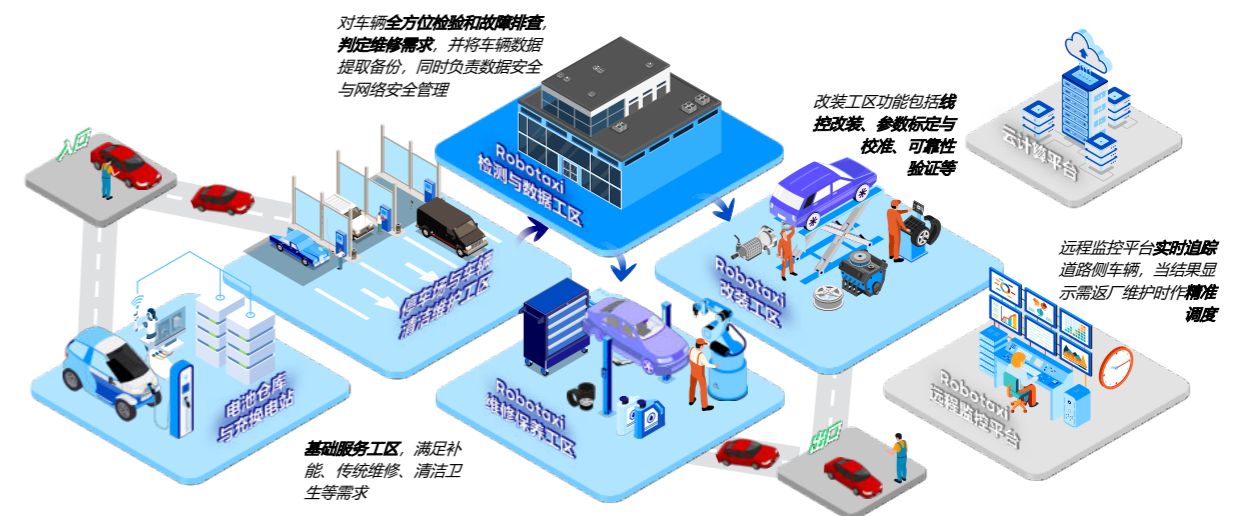 对车辆全方位检验和故障排查,
判定维修需求，并将车辆数据
提取备份，同时负责数据安全
与网络安全管理
改装工区功能包括线
控改装、参数标定与
校准、可靠性
验证等
云计算平台
入口
Robotaxi
检测与数据工区
停车场与车辆
清洁维护工区
Robotaxi
改装工区
远程监控平台实时追踪
道路侧车辆，当结果显
示需返厂维护时作精准
调度
电池仓库
与充换电站
Robotaxi
维修保养工区
Robotaxi
远程监控平台
出口
基础服务工区，满足补
能、传统维修、清洁卫
生等需求